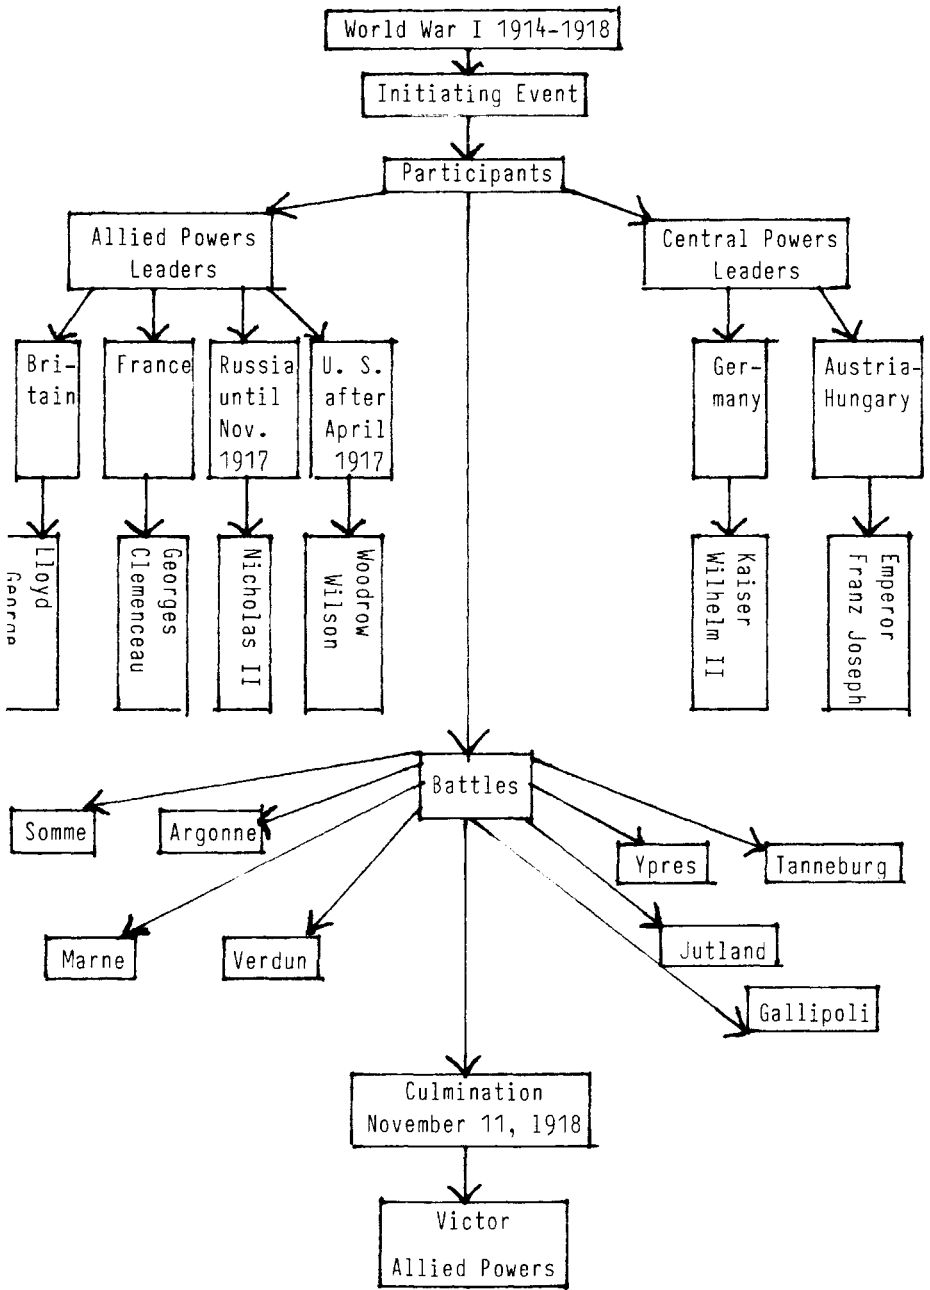 World War I 1914-1918
Initiating Event
Participants
Allied Powers
Leaders
Central Powers
Leaders
Bri-
tain
France
Russia
until
Nov.
1917
U. S.
after
April
1917
Ger-
many
Austria-
Hungary
Lloyd
George
Georges
Clemenceau
Nicholas II
Woodrow
Wilson
Kaiser
Wilhelm II
Emperor
Franz Joseph
Battles
Somme
Argonne
Ypres
Tanneburg
Marne
Verdun
Jutland
Gallipoli
Culmination
November 11, 1918
Victor
Allied Powers